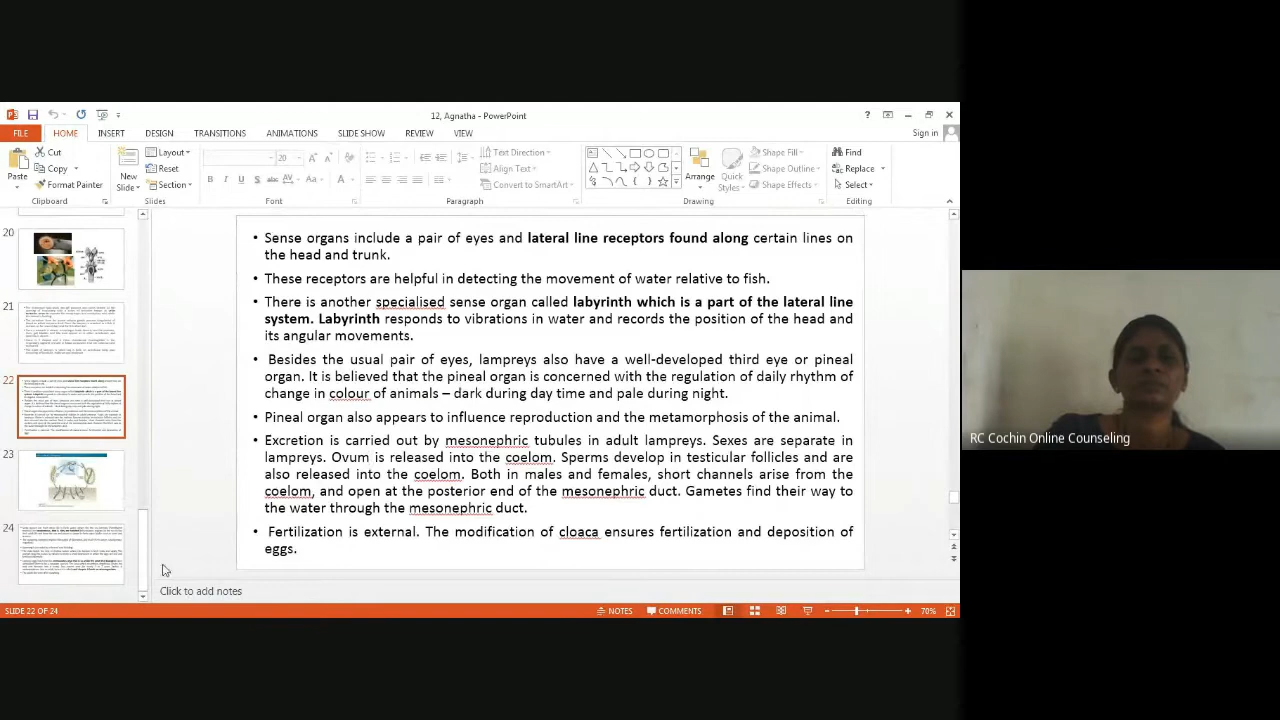 12, Agnatha - PowerPoint
Sign in
FILE HOME INSERT DESIGN TRANSITIONS ANIMATIONS SLIDE SHOW REVIEW VIEW
Cut
Copy
Format Painter
Paste
Clipboard
New Slide
Layout
Reset
Section
Slides
20
B I U S abc AV Aa A
Font
Text Direction
Align Text
Convert to SmartArt
Paragraph
Arrange
Quick Styles
Shape Fill
Shape Outline
Shape Effects
Drawing
Find
Replace
Select
Editing
20
21
22
23
24
• Sense organs include a pair of eyes and lateral line receptors found along certain lines on
the head and trunk.
• These receptors are helpful in detecting the movement of water relative to fish.
• There is another specialised sense organ called labyrinth which is a part of the lateral line
system Labyrinth responds to vibrations in water and records the position of the head and
its angular movements.
• Besides the usual pair of eyes, lampreys also have a well-developed third eye or pineal
organ. It is believed that the pineal organ is concerned with the regulation of daily rhythm of
change in colour of animals – dark during day time and pale during night.
• Pineal organ also appears to influence reproduction and the metamorphosis of the animal.
• Excretion is carried out by mesonephric tubules in adult lampreys. Sexes are separate in
lampreys. Ovum is released into the coelom. Sperms develop in testicular follicles and are
also released into the coelom. Both in males and females, short channels arise from the
coelom, and open at the posterior end of the mesonephric duct. Gametes find their way to
the water through the mesonephric duct.
• Fertilization is external. The apposition of cloaca ensures fertilization and deposition of
eggs.
Click to add notes
SLIDE 22 OF 24
NOTES COMMENTS 70%
RC Cochin Online Counseling